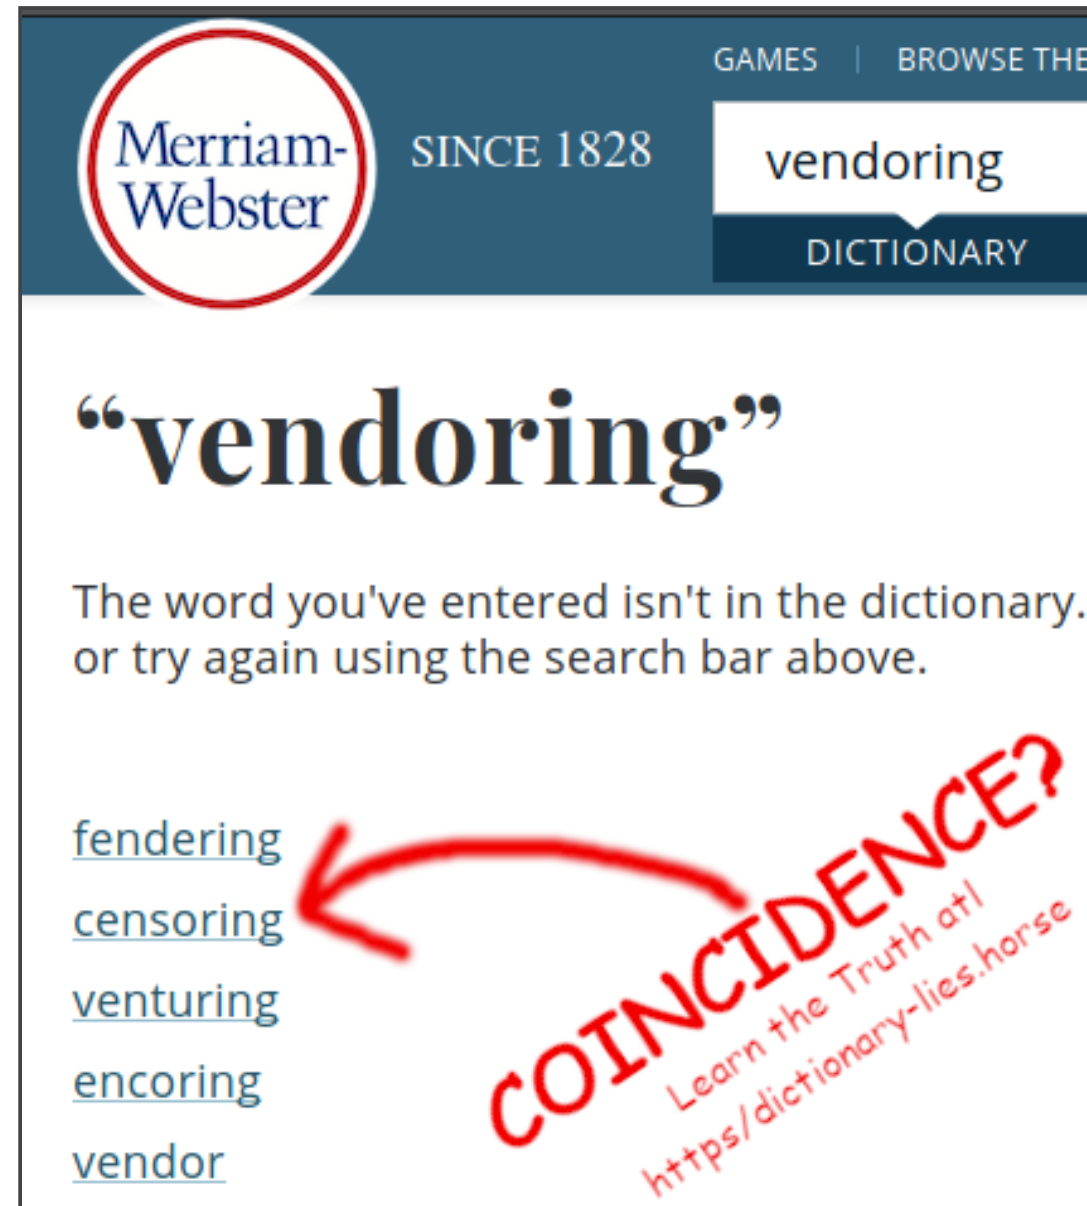 GAMES | BROWSE THE
Merriam-
Webster
SINCE 1828
vendoring
DICTIONARY
“vendoring”
The word you've entered isn't in the dictionary.
or try again using the search bar above.
fendering
censoring
venturing
encoring
vendor
COINCIDENCE?
Learn the Truth at|
https/dictionary-lies.horse